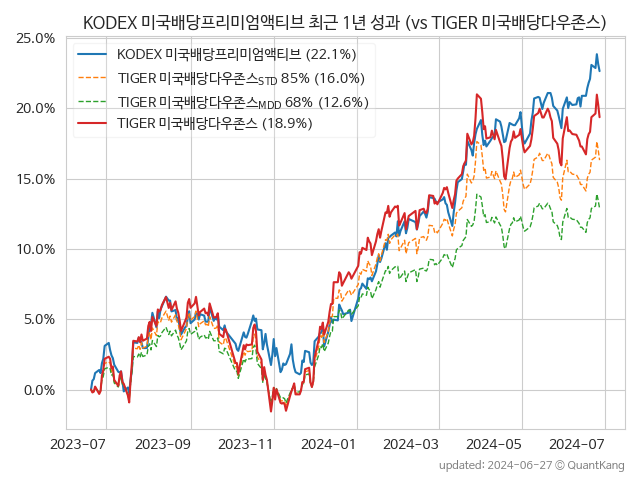 KODEX 미국배당프리미엄액티브 최근 1년 성과 (vs TIGER 미국배당다우존스)
25.0%
20.0%
15.0%
10.0%
5.0%
0.0%
KODEX 미국배당프리미엄액티브 (22.1%)
TIGER 미국배당다우존스STD 85% (16.0%)
TIGER 미국배당다우존스MDD 68% (12.6%)
TIGER 미국배당다우존스 (18.9%)
2023-07 2023-09 2023-11 2024-01 2024-03 2024-05 2024-07
updated: 2024-06-27 © QuantKang